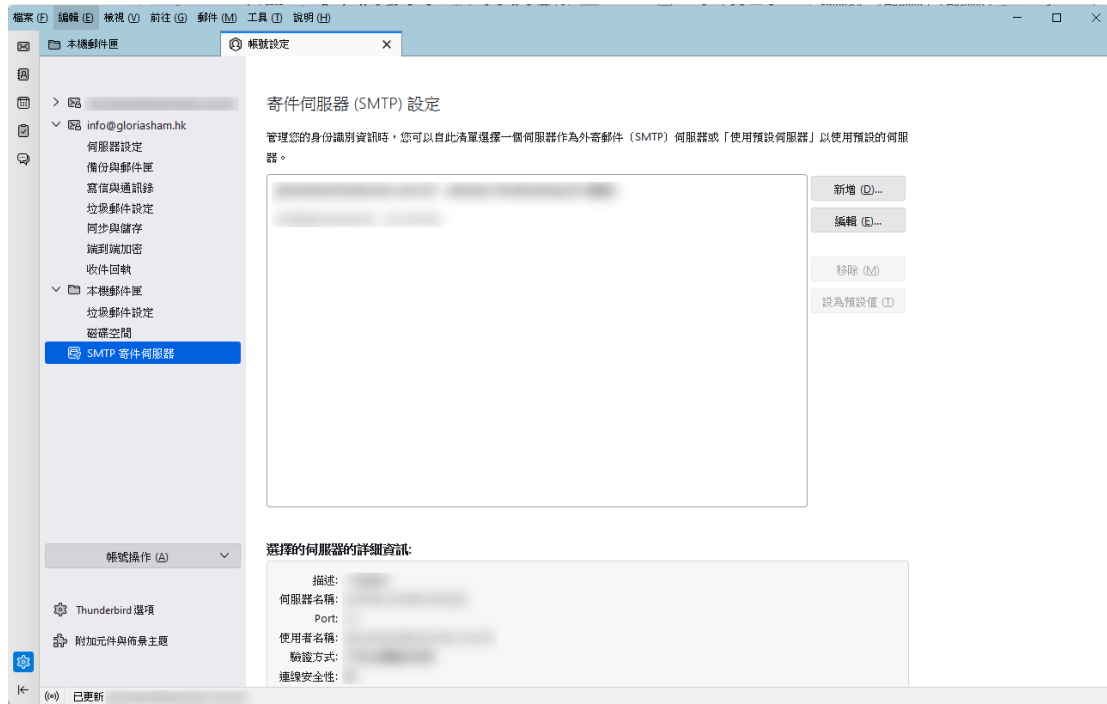 檔案 (F) 編輯 (E) 檢視 (V) 前往 (G) 郵件 (M) 工具 (T) 說明 (H)
本機郵件匣
帳號設定
info@gloriasham.hk
伺服器設定
備份與郵件匣
寫信與通訊錄
垃圾郵件設定
同步與儲存
端到端加密
收件回執
本機郵件匣
垃圾郵件設定
磁碟空間
SMTP 寄件伺服器
帳號操作 (A)
Thunderbird 選項
附加元件與佈景主題
寄件伺服器 (SMTP) 設定
管理您的身份識別資訊時，您可以自此清單選擇一個伺服器作為外寄郵件（SMTP）伺服器或「使用預設伺服器」以使用預設的伺服
器。
新增 (D)...
編輯 (E)...
移除 (M)
設為預設值 (T)
選擇的伺服器的詳細資訊:
描述:
伺服器名稱:
Port:
使用者名稱:
驗證方式:
連線安全性:
已更新